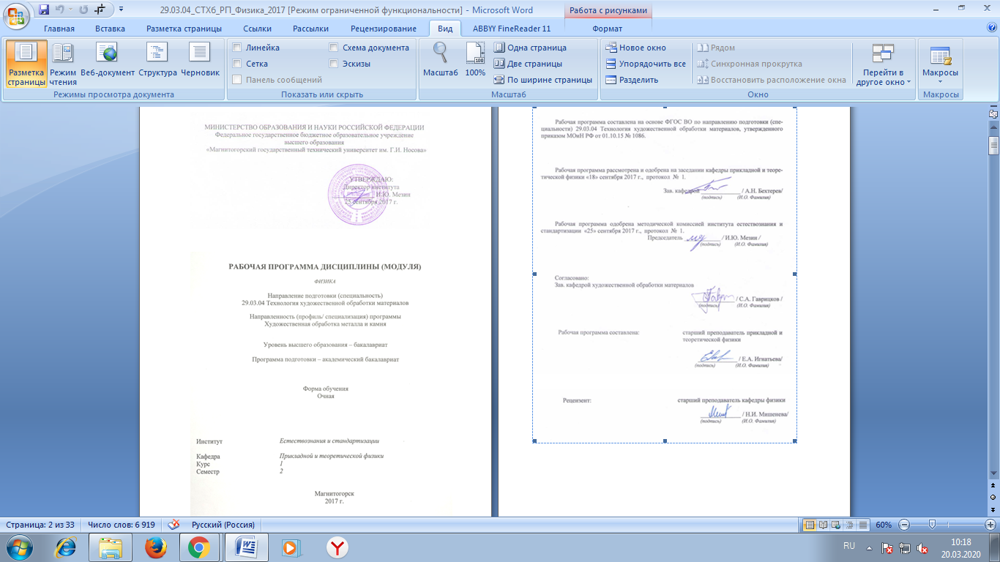 29.03.04_СТХб_РП_Физика_2017 [Режим ограниченной функциональности] - Microsoft Word
Работа с рисунками
Главная Вставка Разметка страницы Ссылки Рассылки Рецензирование Вид ABBYY FineReader 11 Формат
Разметка страницы
Режим чтения
Веб-документ
Структура
Черновик
Режимы просмотра документа
Линейка
Сетка
Панель сообщений
Схема документа
Эскизы
Показать или скрыть
Масштаб
100%
Одна страница
Две страницы
По ширине страницы
Масштаб
Новое окно
Упорядочить все
Разделить
Рядом
Синхронная прокрутка
Восстановить расположение окна
Перейти в другое окно
Окно
Макросы
Макросы
МИНИСТЕРСТВО ОБРАЗОВАНИЯ И НАУКИ РОССИЙСКОЙ ФЕДЕРАЦИИ
Федеральное государственное бюджетное образовательное учреждение
высшего образования
«Магнитогорский государственный технический университет им. Г.И. Носова»
УТВЕРЖДАЮ:
Директор института
И.Ю. Мезин
25 сентября 2017 г.
РАБОЧАЯ ПРОГРАММА ДИСЦИПЛИНЫ (МОДУЛЯ)
ФИЗИКА
Направление подготовки (специальность)
29.03.04 Технология художественной обработки материалов
Направленность (профиль/ специализация) программы
Художественная обработка металла и камня
Уровень высшего образования – бакалавриат
Программа подготовки – академический бакалавриат
Форма обучения
Очная
Институт Естествознания и стандартизации
Кафедра Прикладной и теоретической физики
Курс 1
Семестр 2
Магнитогорск
2017 г.
Рабочая программа составлена на основе ФГОС ВО по направлению подготовки (спе-
циальности) 29.03.04 Технология художественной обработки материалов, утвержденного
приказом МОиН РФ от 01.10.15 № 1086.
Рабочая программа рассмотрена и одобрена на заседании кафедры прикладной и теоре-
тической физики «18» сентября 2017 г., протокол № 1.
Зав. кафедрой / А.Н. Бехтерев/
(подпись) (И.О. Фамилия)
Рабочая программа одобрена методической комиссией института естествознания и
стандартизации «25» сентября 2017 г., протокол № 1.
Председатель / И.Ю. Мезин /
(подпись) (И.О. Фамилия)
Согласовано:
Зав. кафедрой художественной обработки материалов
/ С.А. Гаврицков /
(подпись) (И.О. Фамилия)
Рабочая программа составлена: старший преподаватель прикладной и
теоретической физики
/ Е.А. Игнатьева/
(подпись) (И.О. Фамилия)
Рецензент: старший преподаватель кафедры физики
/ Н.И. Мишенева/
(подпись) (И.О. Фамилия)
Страница: 2 из 33 Число слов: 6 919 Русский (Россия) 60%
RU
10:18
20.03.2020